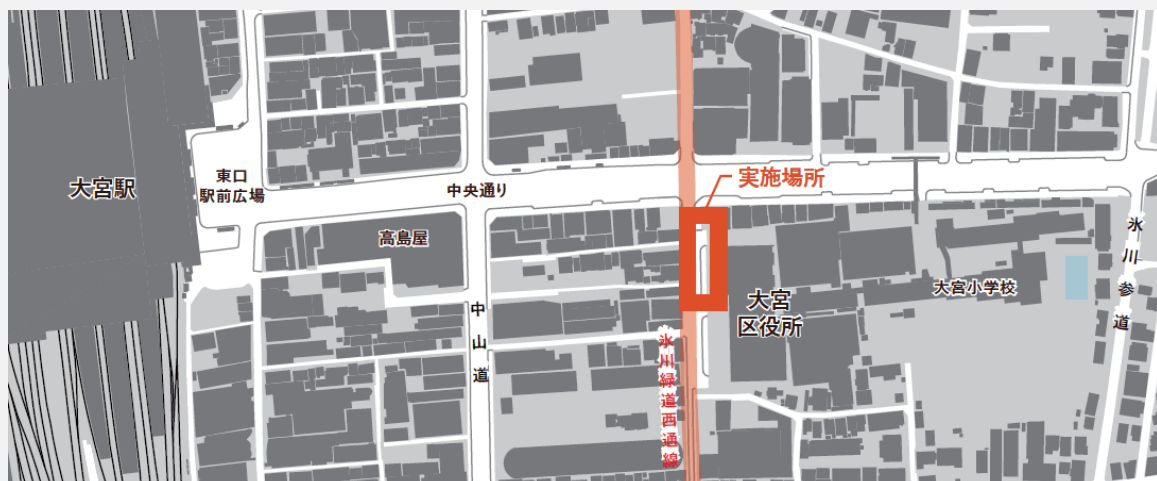 大宮駅
東口
駅前広場
中央通り
実施場所
高島屋
中山道
大宮
区役所
大宮小学校
氷川参道
氷川緑道西通線